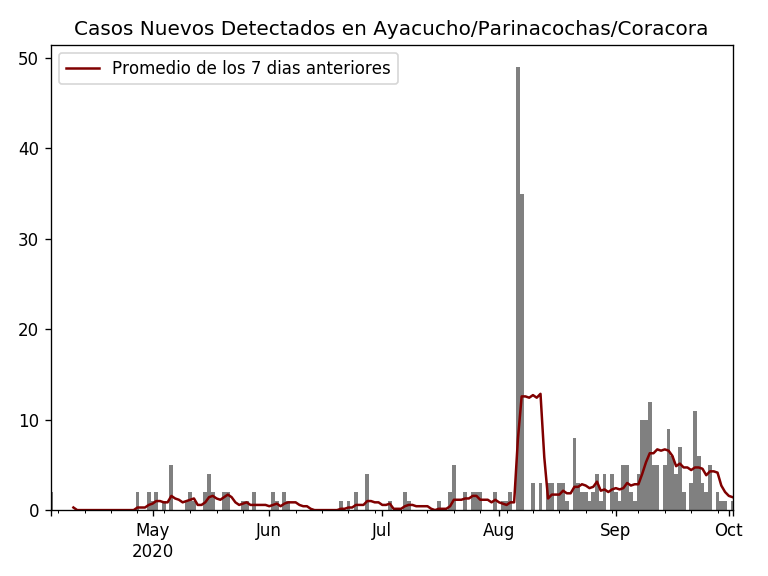 Casos Nuevos Detectados en Ayacucho/Parinacochas/Coracora
Promedio de los 7 dias anteriores
50
40
30
20
10
0
May Jun Jul Aug Sep Oct
2020